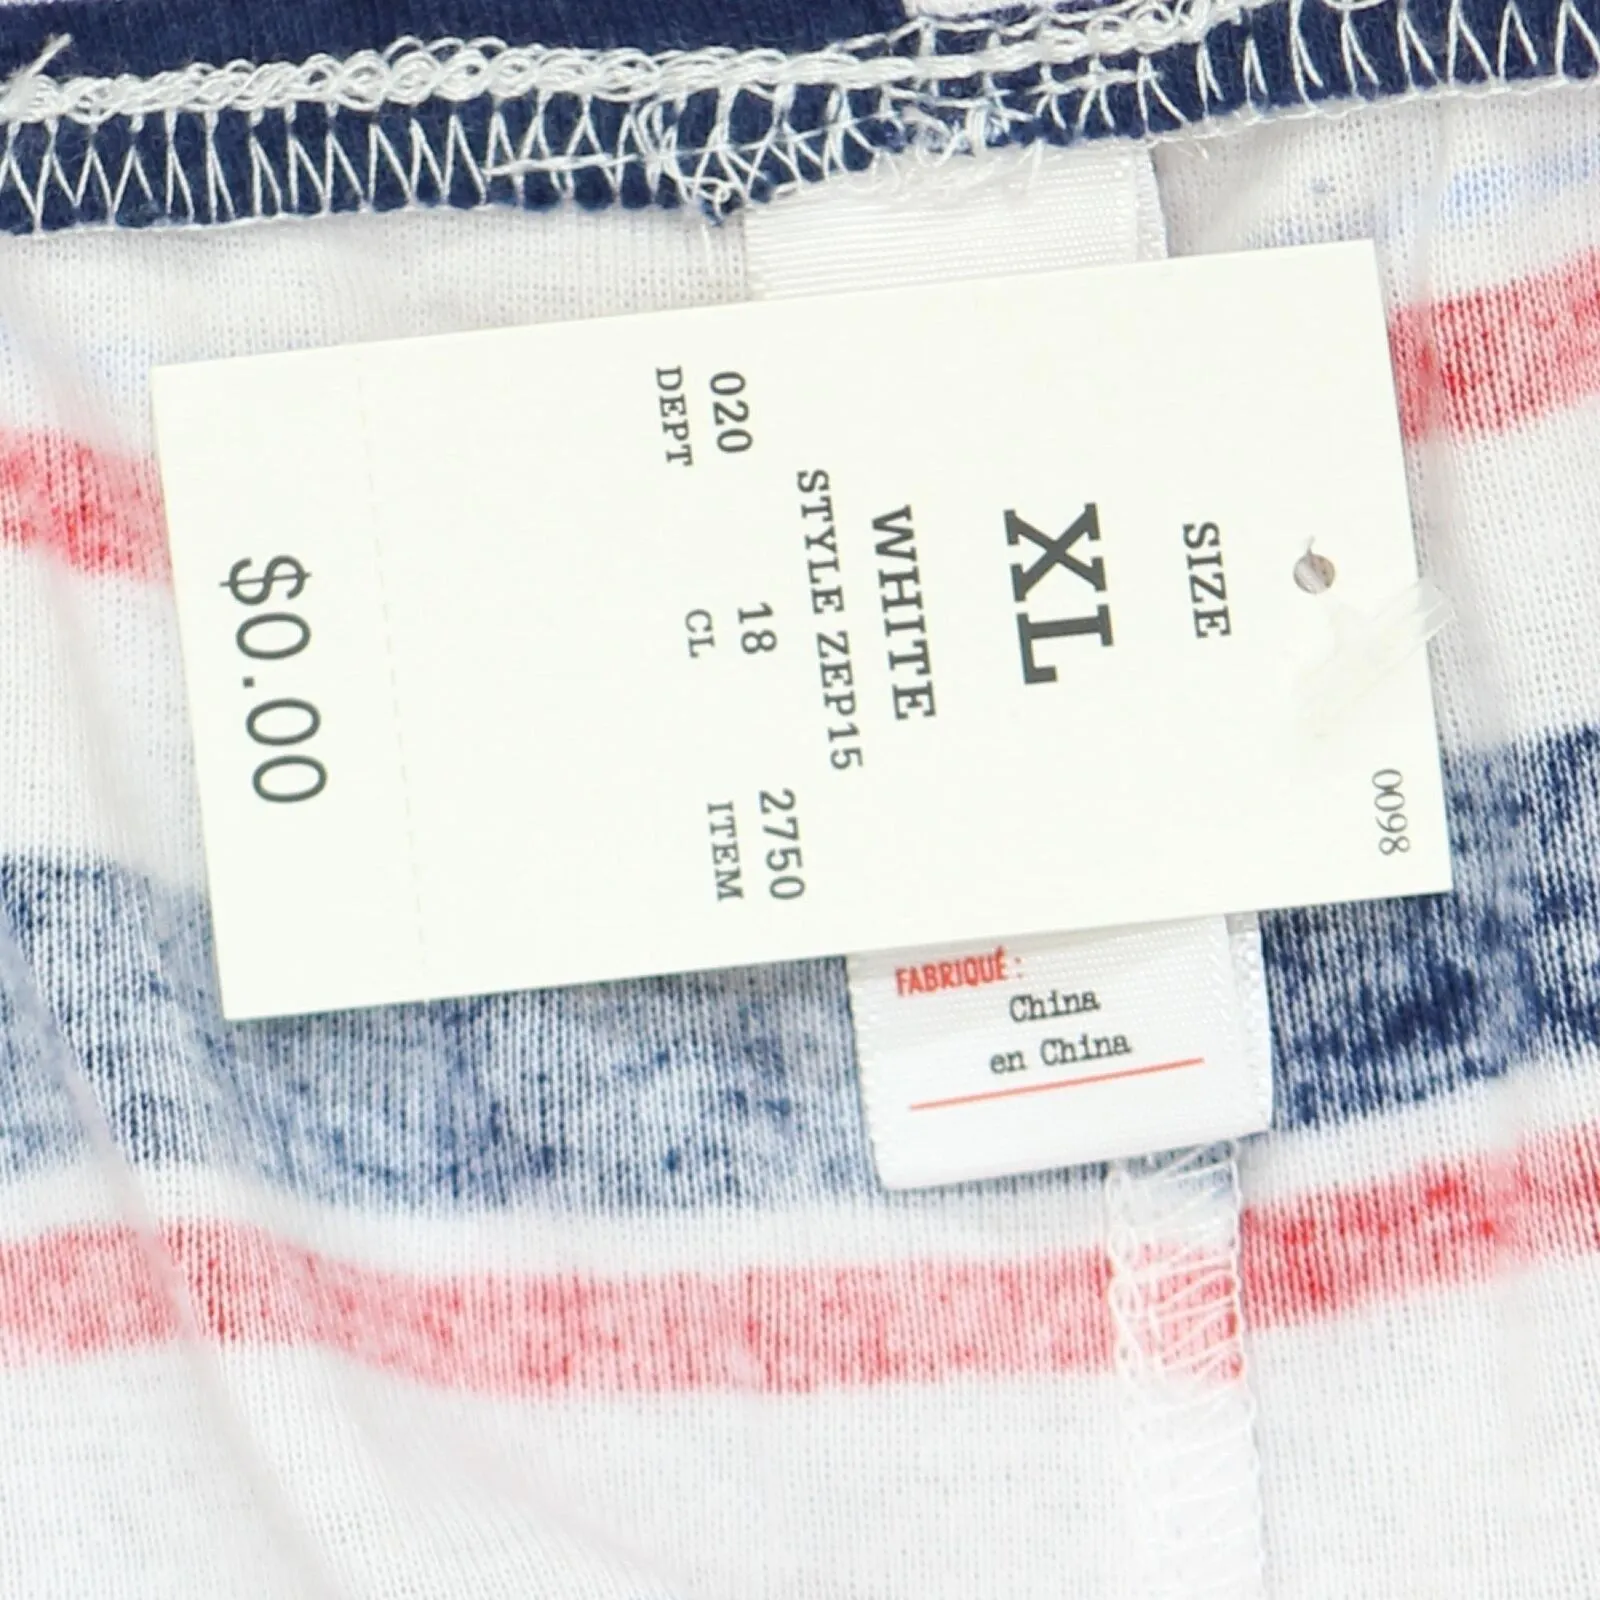 0098
SIZE
XL
WHITE
STYLE ZEP15
020 18 2750
DEPT CL ITEM
$0.00
FABRIQUÉ :
China
en China